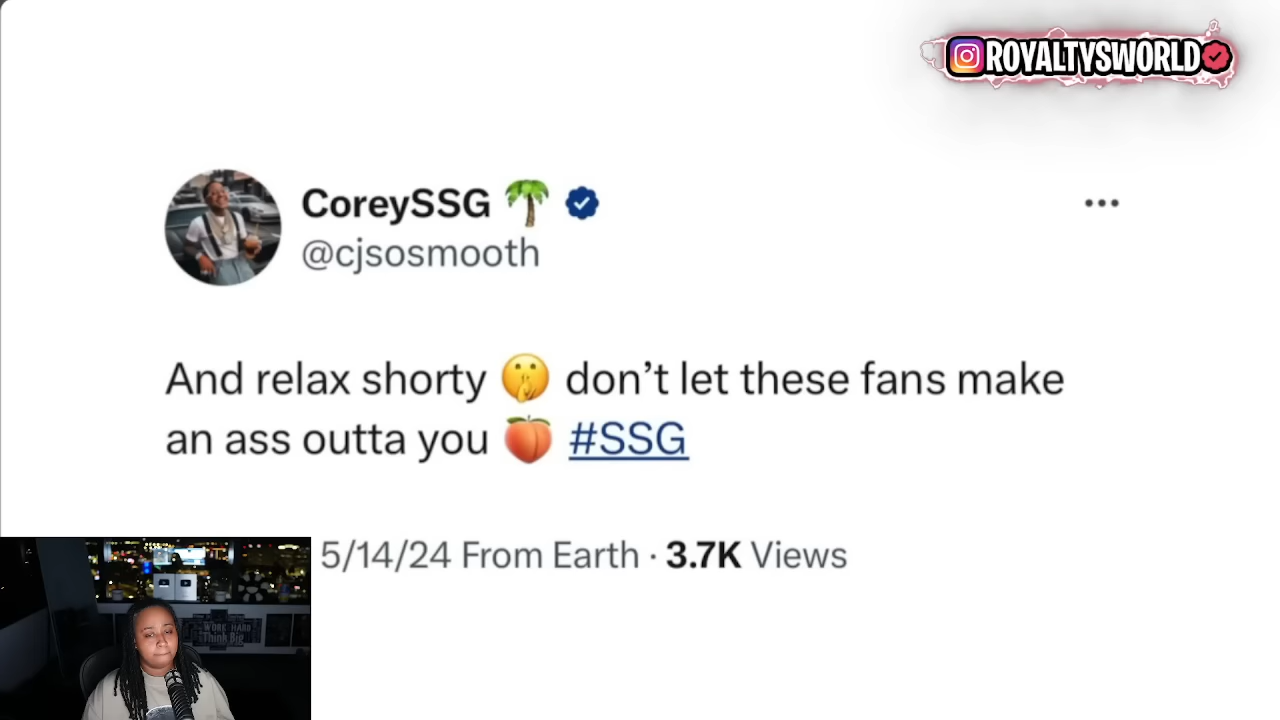 ROYALTYSWORLD
CoreySSG 🌴
@cjsosmooth
And relax shorty 🤫 don’t let these fans make
an ass outta you 🍑 #SSG
5/14/24 From Earth · 3.7K Views
WORK HARD
Think Big